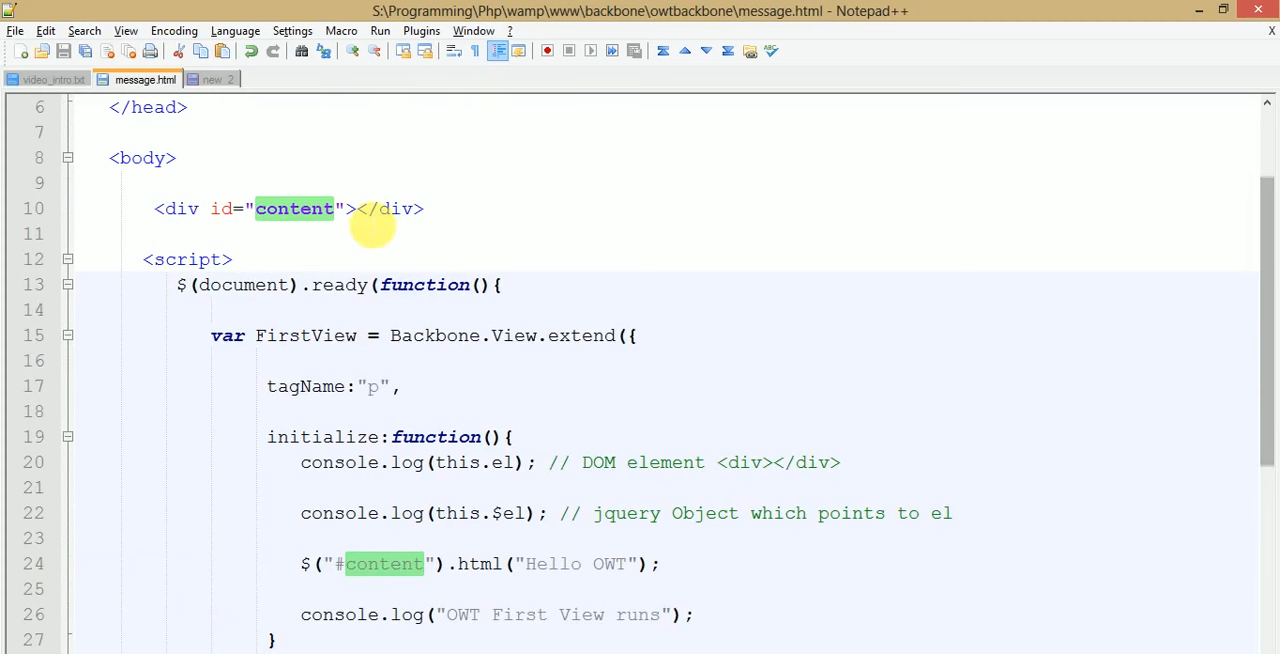 S:\Programming\Php\wamp\www\backbone\owtbackbone\message.html - Notepad++
File Edit Search View Encoding Language Settings Macro Run Plugins Window ? X
video_intro.txt message.html new 2
6 </head>
7
8 <body>
9
10 <div id="content"></div>
11
12 <script>
13 $(document).ready(function(){
14
15 var FirstView = Backbone.View.extend({
16
17 tagName:"p",
18
19 initialize:function(){
20 console.log(this.el); // DOM element <div></div>
21
22 console.log(this.$el); // jquery Object which points to el
23
24 $("#content").html("Hello OWT");
25
26 console.log("OWT First View runs");
27 }